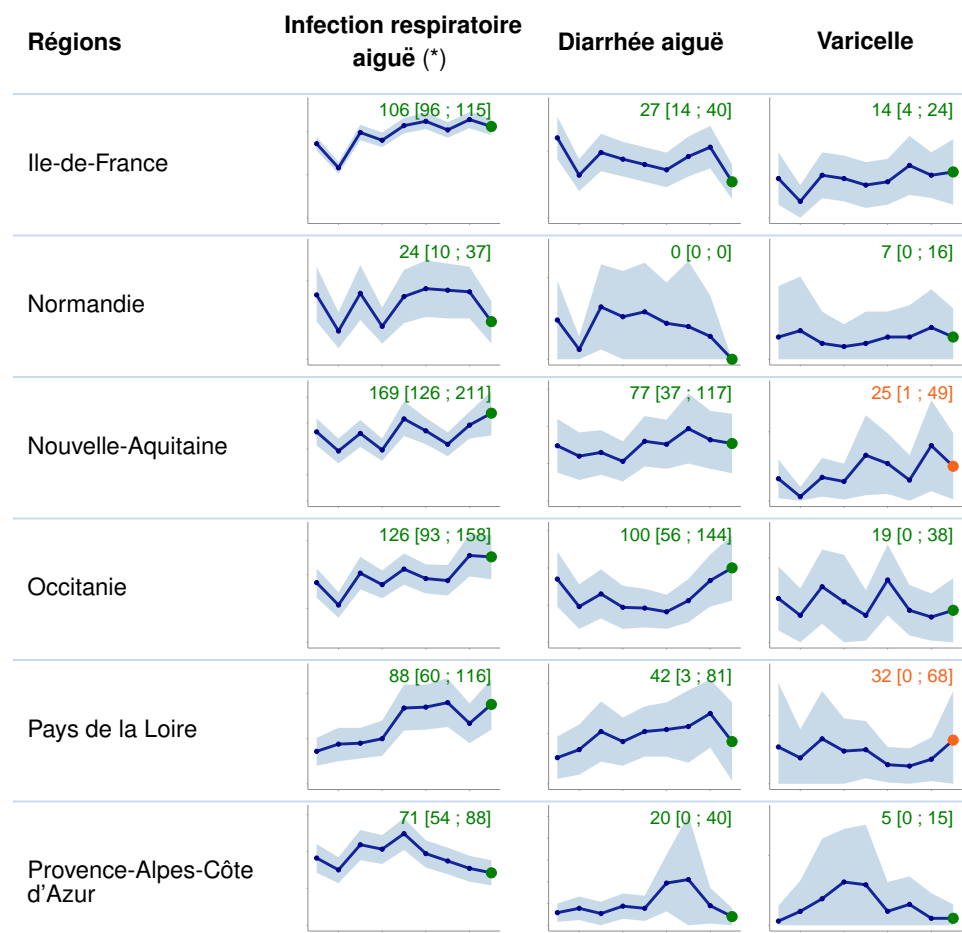 Régions
Infection respiratoire
aiguë (*)
Diarrhée aiguë
Varicelle
Ile-de-France
106 [96 ; 115]
27 [14 ; 40]
14 [4 ; 24]
Normandie
24 [10 ; 37]
0 [0 ; 0]
7 [0 ; 16]
Nouvelle-Aquitaine
169 [126 ; 211]
77 [37 ; 117]
25 [1 ; 49]
Occitanie
126 [93 ; 158]
100 [56 ; 144]
19 [0 ; 38]
Pays de la Loire
88 [60 ; 116]
42 [3 ; 81]
32 [0 ; 68]
Provence-Alpes-Côte
d'Azur
71 [54 ; 88]
20 [0 ; 40]
5 [0 ; 15]